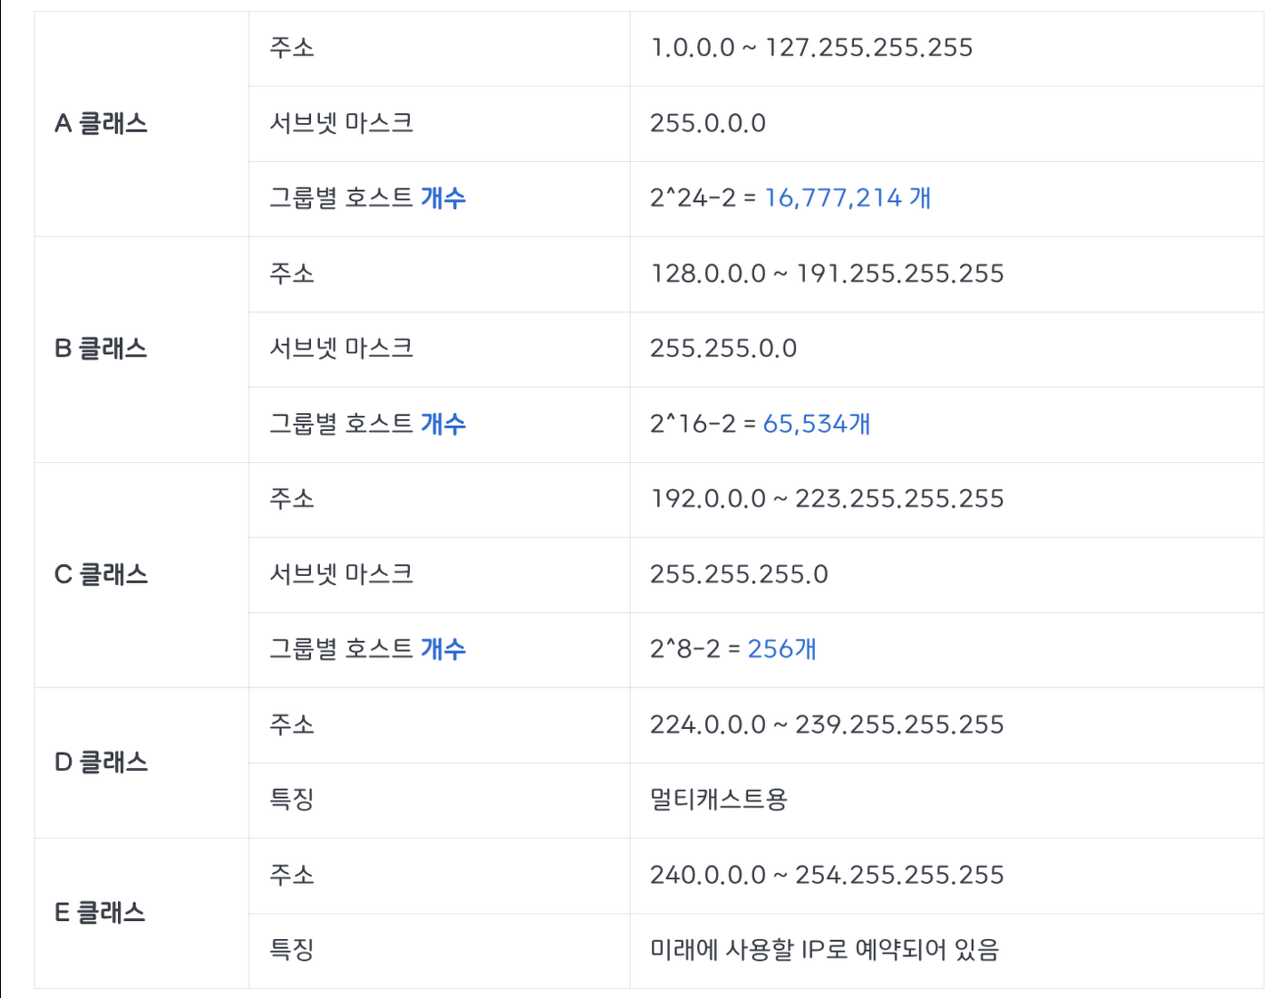 A 클래스
주소
1.0.0.0 ~ 127.255.255.255
서브넷 마스크
255.0.0.0
그룹별 호스트 개수
2^24-2 = 16,777,214 개
B 클래스
주소
128.0.0.0 ~ 191.255.255.255
서브넷 마스크
255.255.0.0
그룹별 호스트 개수
2^16-2 = 65,534개
C 클래스
주소
192.0.0.0 ~ 223.255.255.255
서브넷 마스크
255.255.255.0
그룹별 호스트 개수
2^8-2 = 256개
D 클래스
주소
224.0.0.0 ~ 239.255.255.255
특징
멀티캐스트용
E 클래스
주소
240.0.0.0 ~ 254.255.255.255
특징
미래에 사용할 IP로 예약되어 있음